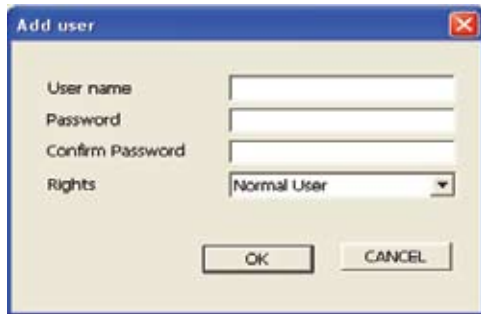 Add user
User name
Password
Confirm Password
Rights
Normal User
OK
CANCEL